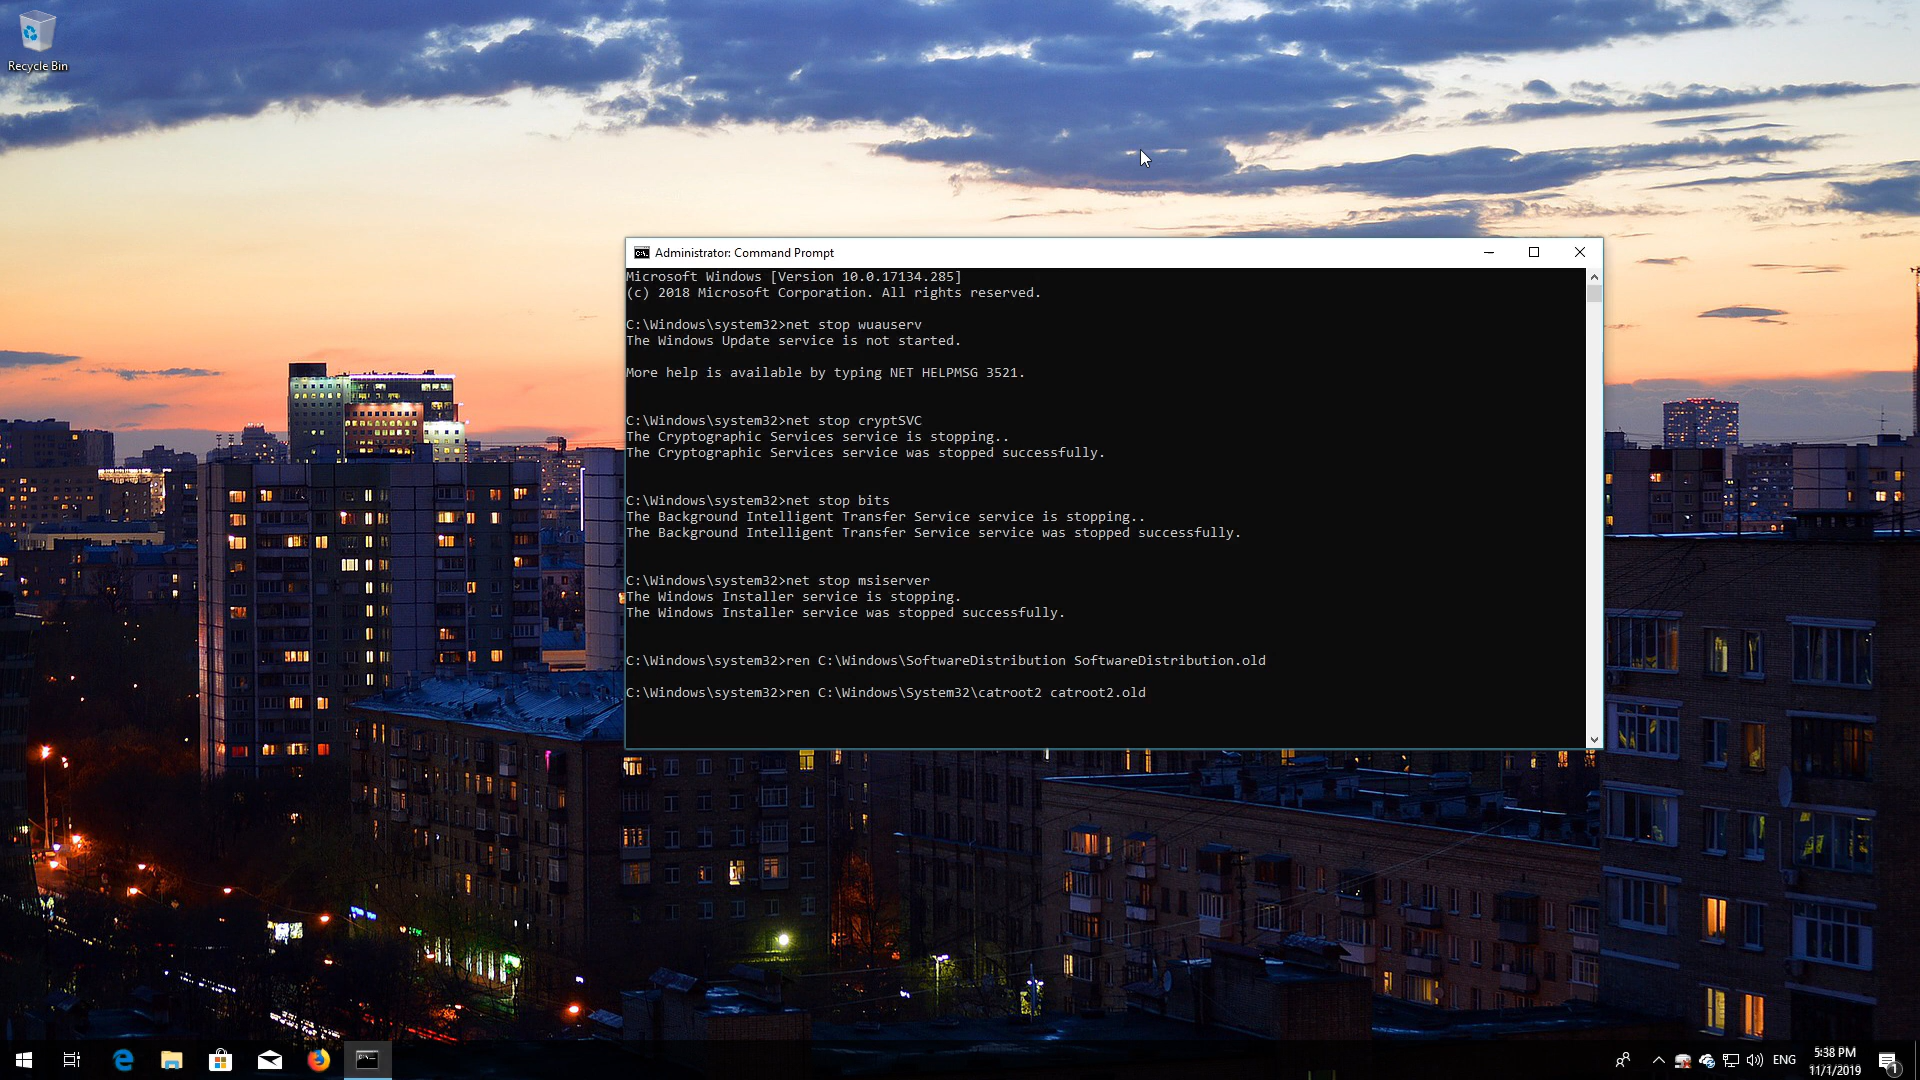 Recycle Bin
Administrator: Command Prompt
Microsoft Windows [Version 10.0.17134.285]
(c) 2018 Microsoft Corporation. All rights reserved.
C:\Windows\system32>net stop wuauserv
The Windows Update service is not started.
More help is available by typing NET HELPMSG 3521.
C:\Windows\system32>net stop cryptSVC
The Cryptographic Services service is stopping..
The Cryptographic Services service was stopped successfully.
C:\Windows\system32>net stop bits
The Background Intelligent Transfer Service service is stopping..
The Background Intelligent Transfer Service service was stopped successfully.
C:\Windows\system32>net stop msiserver
The Windows Installer service is stopping.
The Windows Installer service was stopped successfully.
C:\Windows\system32>ren C:\Windows\SoftwareDistribution SoftwareDistribution.old
C:\Windows\system32>ren C:\Windows\System32\catroot2 catroot2.old
ENG
5:38 PM
11/1/2019
1